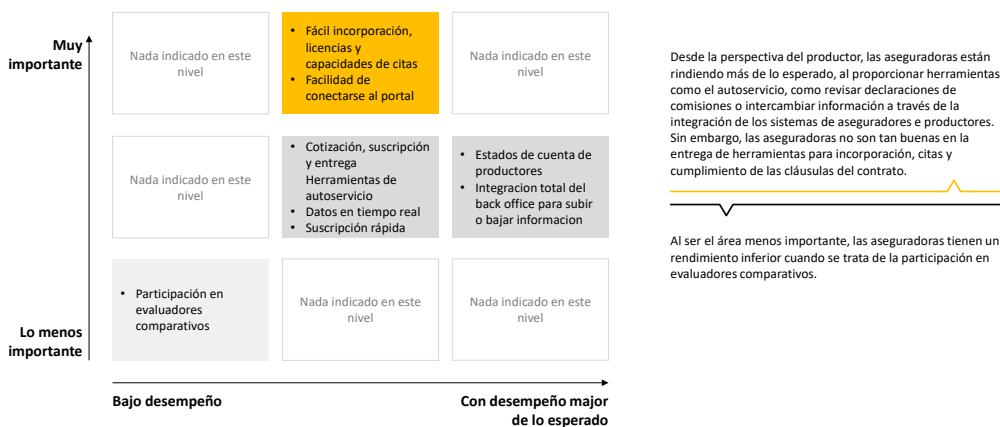 Muy
importante
Nada indicado en este
nivel
• Fácil incorporación,
licencias y
capacidades de citas
• Facilidad de
conectarse al portal
Nada indicado en este
nivel
Nada indicado en este
nivel
• Cotización, suscripción
y entrega
Herramientas de
autoservicio
• Datos en tiempo real
• Suscripción rápida
• Estados de cuenta de
productores
• Integracion total del
back office para subir
o bajar informacion
• Participación en
evaluadores
comparativos
Nada indicado en este
nivel
Nada indicado en este
nivel
Lo menos
importante
Bajo desempeño
Con desempeño major
de lo esperado
Desde la perspectiva del productor, las aseguradoras están
rindiendo más de lo esperado, al proporcionar herramientas
como el autoservicio, como revisar declaraciones de
comisiones o intercambiar información a través de la
integración de los sistemas de aseguradores e productores.
Sin embargo, las aseguradoras no son tan buenas en la
entrega de herramientas para incorporación, citas y
cumplimiento de las cláusulas del contrato.
Al ser el área menos importante, las aseguradoras tienen un
rendimiento inferior cuando se trata de la participación en
evaluadores comparativos.